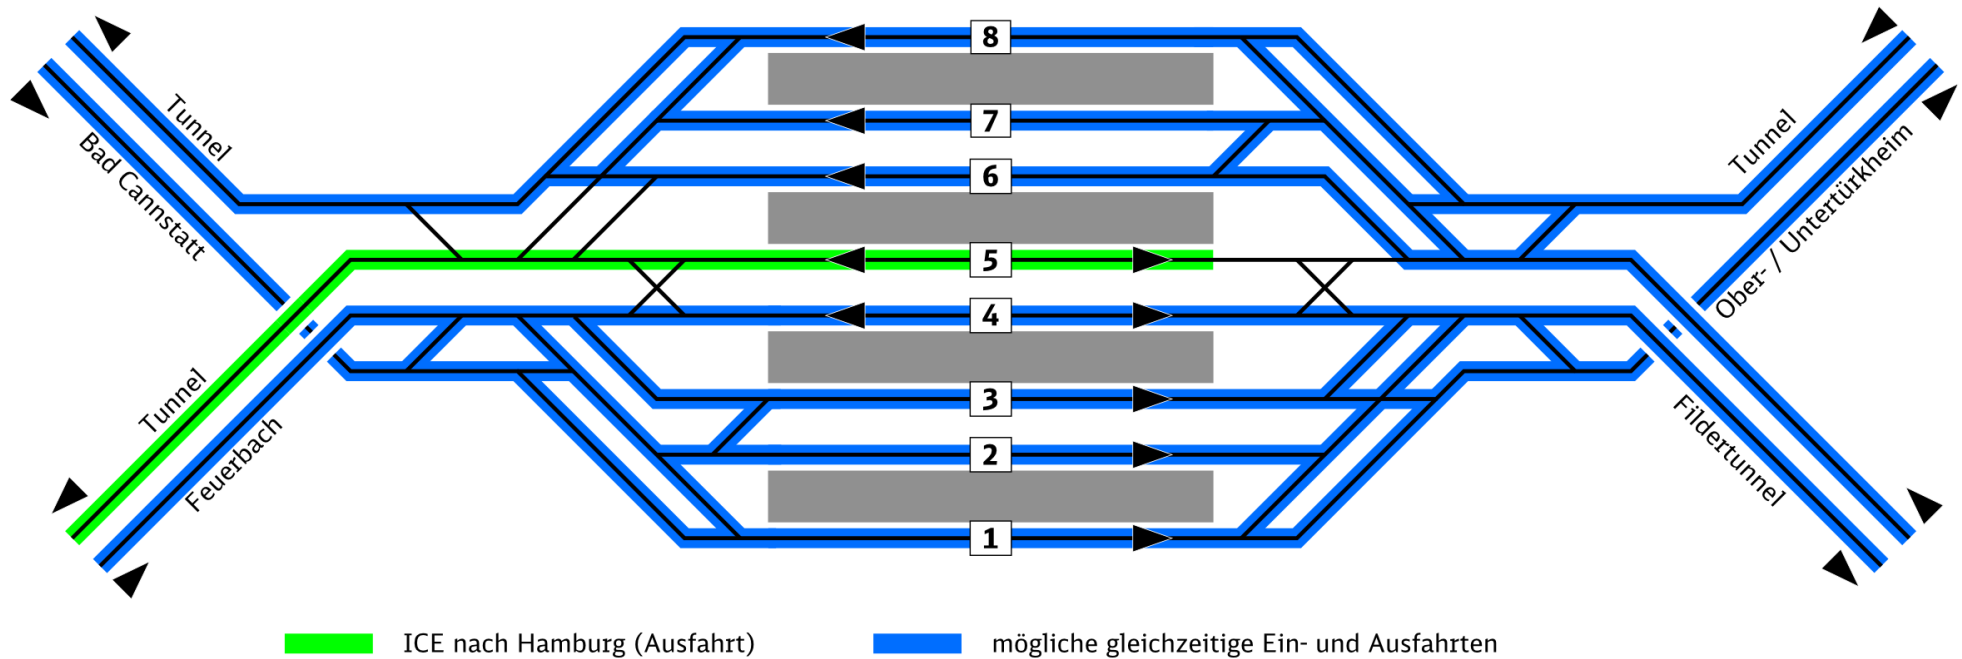 8
7
6
5
4
3
2
1
Tunnel
Bad Cannstatt
Tunnel
Feuerbach
Tunnel
Ober- / Untertürkheim
Fildertunnel
ICE nach Hamburg (Ausfahrt)
mögliche gleichzeitige Ein- und Ausfahrten